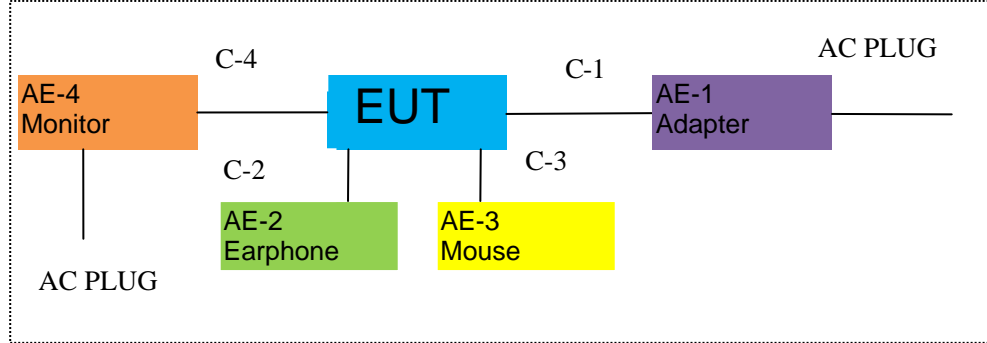 AC PLUG
C-4
C-1
AE-4
Monitor
EUT
AE-1
Adapter
C-2
C-3
AE-2
Earphone
AE-3
Mouse
AC PLUG